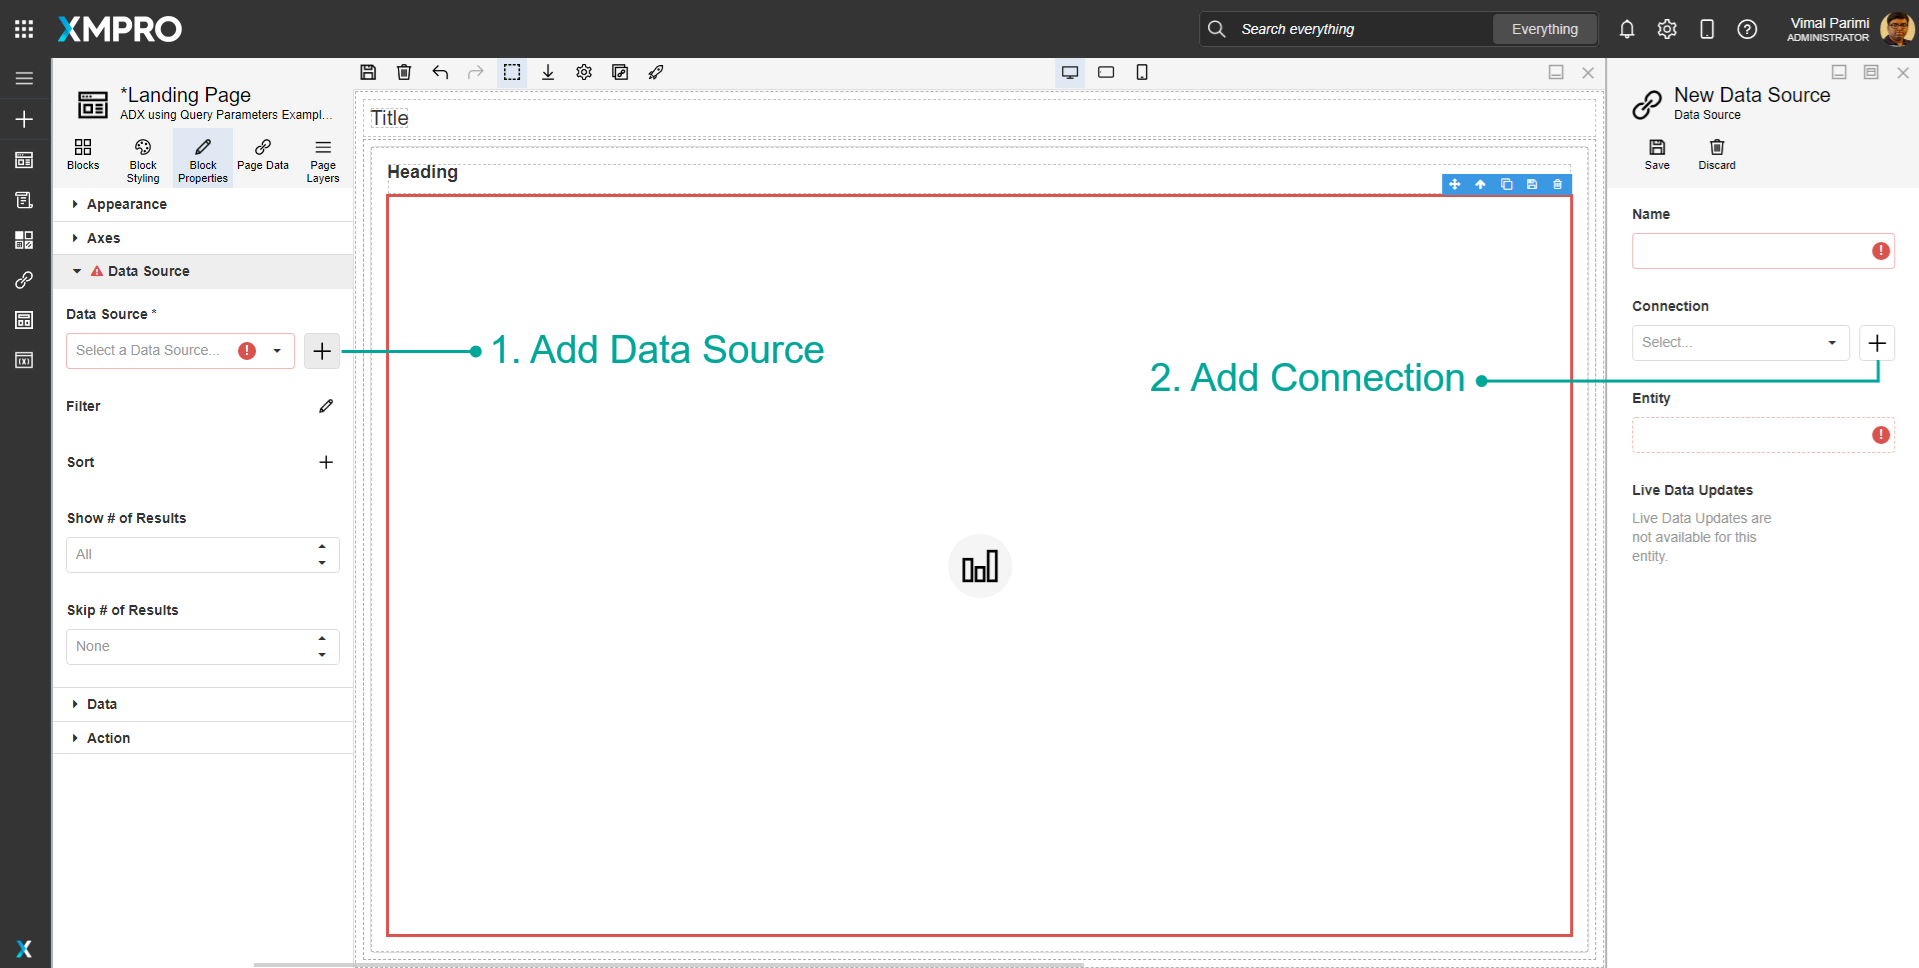 XMPRO
Search everything
Everything
Vimal Parimi
ADMINISTRATOR
*Landing Page
ADX using Query Parameters Exampl...
Blocks
Block
Styling
Block
Properties
Page Data
Page
Layers
Appearance
Axes
Data Source
Data Source *
Select a Data Source...
Filter
Sort
Show # of Results
All
Skip # of Results
None
Data
Action
Title
Heading
1. Add Data Source
2. Add Connection
New Data Source
Data Source
Save
Discard
Name
Connection
Select...
Entity
Live Data Updates
Live Data Updates are
not available for this
entity.